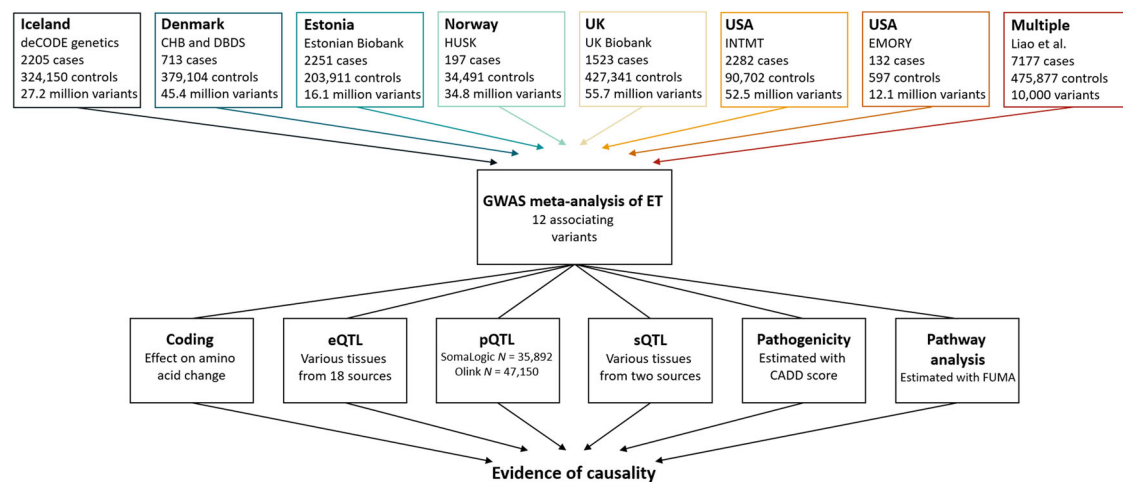 Iceland
deCODE genetics
2205 cases
324,150 controls
27.2 million variants
Denmark
CHB and DBDS
713 cases
379,104 controls
45.4 million variants
Estonia
Estonian Biobank
2251 cases
203,911 controls
16.1 million variants
Norway
HUSK
197 cases
34,491 controls
34.8 million variants
UK
UK Biobank
1523 cases
427,341 controls
55.7 million variants
USA
INTMT
2282 cases
90,702 controls
52.5 million variants
USA
EMORY
132 cases
597 controls
12.1 million variants
Multiple
Liao et al.
7177 cases
475,877 controls
10,000 variants
GWAS meta-analysis of ET
12 associating
variants
Coding
Effect on amino
acid change
eQTL
Various tissues
from 18 sources
pQTL
SomaLogic N = 35,892
Olink N = 47,150
sQTL
Various tissues
from two sources
Pathogenicity
Estimated with
CADD score
Pathway
analysis
Estimated with FUMA
Evidence of causality